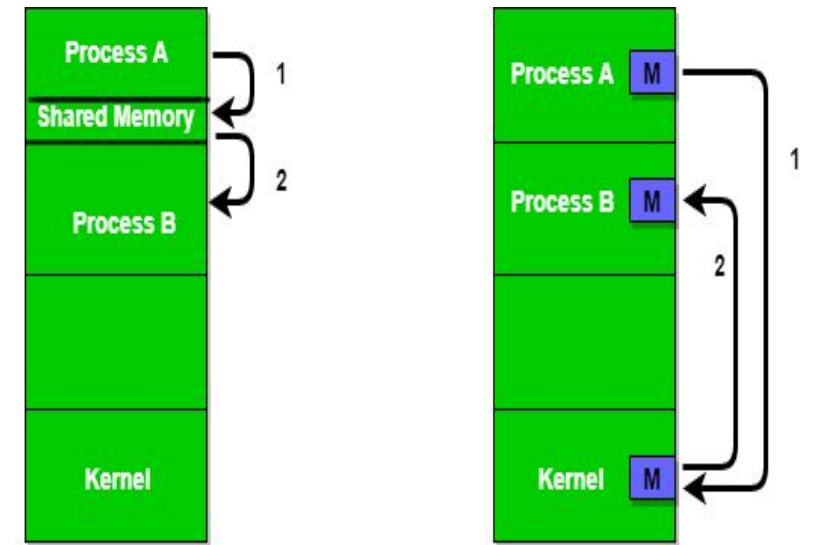 Process A
1
Shared Memory
2
Process B
Kernel
Process A M
1
Process B M
2
Kernel M